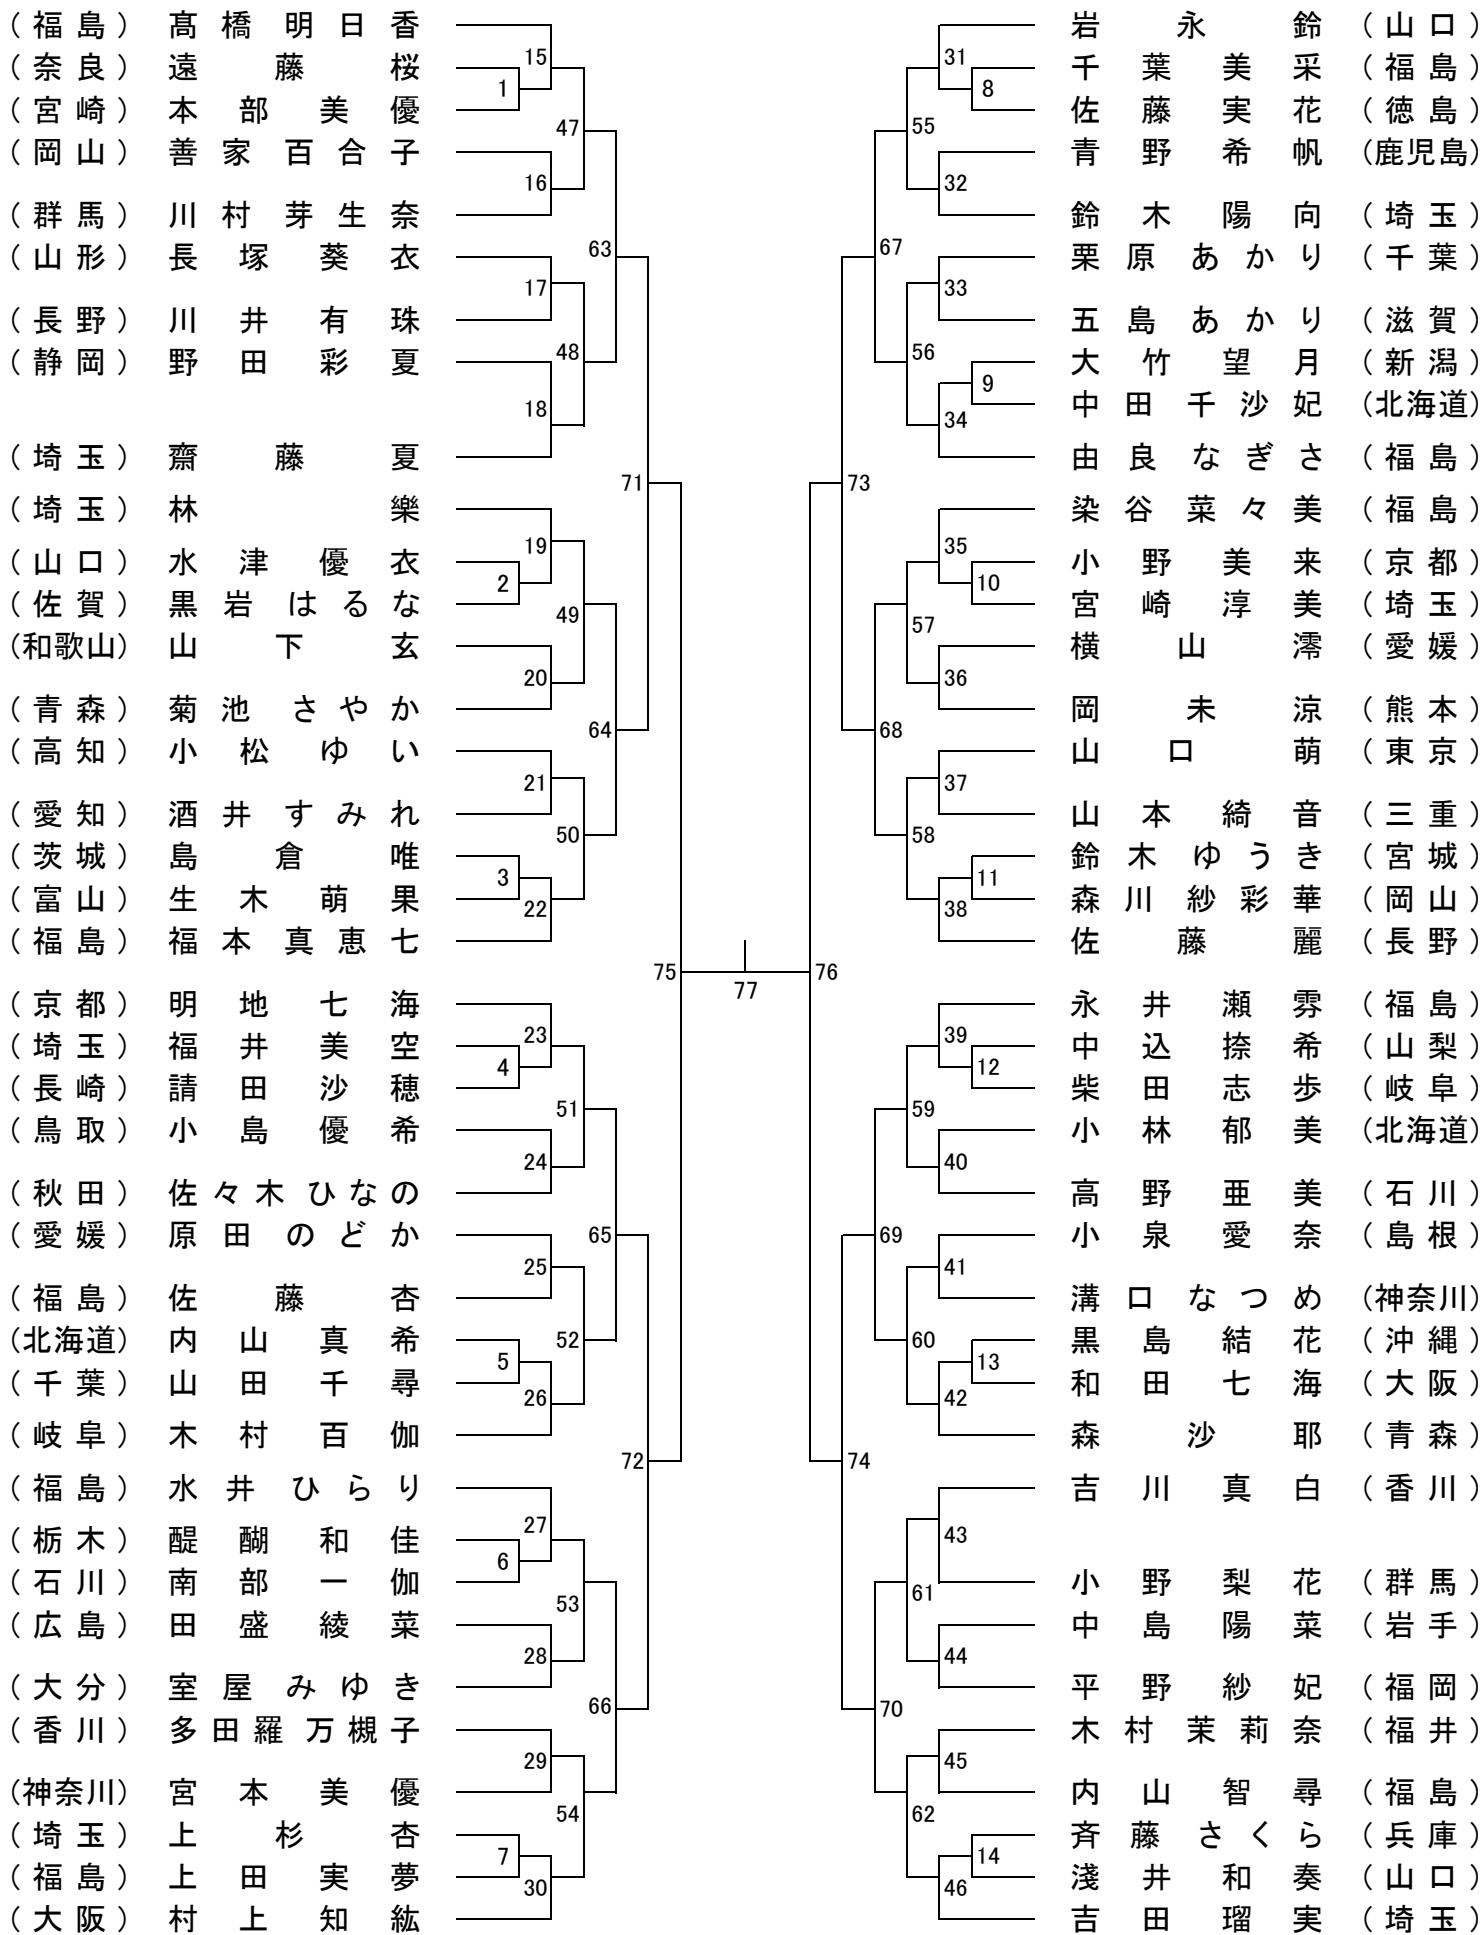 (福島) 髙橋明日香
(奈良) 遠藤桜
(宮崎) 本部美優
(岡山) 善家百合子
(群馬) 川村芽生奈
(山形) 長塚葵衣
(長野) 川井有珠
(静岡) 野田彩夏
(埼玉) 齋藤夏
(埼玉) 林樂
(山口) 水津優衣
(佐賀) 黒岩はるな
(和歌山) 山下玄
(青森) 菊池さやか
(高知) 小松ゆい
(愛知) 酒井すみれ
(茨城) 島倉唯
(富山) 生木萌果
(福島) 福本真恵七
(京都) 明地七海
(埼玉) 福井美空
(長崎) 請田沙穂
(鳥取) 小島優希
(秋田) 佐々木ひなの
(愛媛) 原田のどか
(福島) 佐藤杏
(北海道) 内山真希
(千葉) 山田千尋
(岐阜) 木村百伽
(福島) 水井ひらり
(栃木) 醍醐和佳
(石川) 南部一伽
(広島) 田盛綾菜
(大分) 室屋みゆき
(香川) 多田羅万槻子
(神奈川) 宮本美優
(埼玉) 上杉杏
(福島) 上田実夢
(大阪) 村上知紘
1
2
3
4
5
6
7
15
16
17
18
19
20
21
22
23
24
25
26
27
28
29
30
47
48
49
50
51
52
53
54
63
64
65
66
71
72
75
77
76
73
74
67
68
69
70
55
56
57
58
59
60
61
62
31
32
33
34
35
36
37
38
39
40
41
42
43
44
45
46
8
9
10
11
12
13
14
岩永鈴 (山口)
千葉美采 (福島)
佐藤実花 (徳島)
青野希帆 (鹿児島)
鈴木陽向 (埼玉)
栗原あかり (千葉)
五島あかり (滋賀)
大竹望月 (新潟)
中田千沙妃 (北海道)
由良なぎさ (福島)
染谷菜々美 (福島)
小野美来 (京都)
宮崎淳美 (埼玉)
横山澪 (愛媛)
岡未涼 (熊本)
山口萌 (東京)
山本綺音 (三重)
鈴木ゆうき (宮城)
森川紗彩華 (岡山)
佐藤麗 (長野)
永井瀬雰 (福島)
中込捺希 (山梨)
柴田志歩 (岐阜)
小林郁美 (北海道)
高野亜美 (石川)
小泉愛奈 (島根)
溝口なつめ (神奈川)
黒島結花 (沖縄)
和田七海 (大阪)
森沙耶 (青森)
吉川真白 (香川)
小野梨花 (群馬)
中島陽菜 (岩手)
平野紗妃 (福岡)
木村茉莉奈 (福井)
内山智尋 (福島)
斉藤さくら (兵庫)
淺井和奏 (山口)
吉田瑠実 (埼玉)